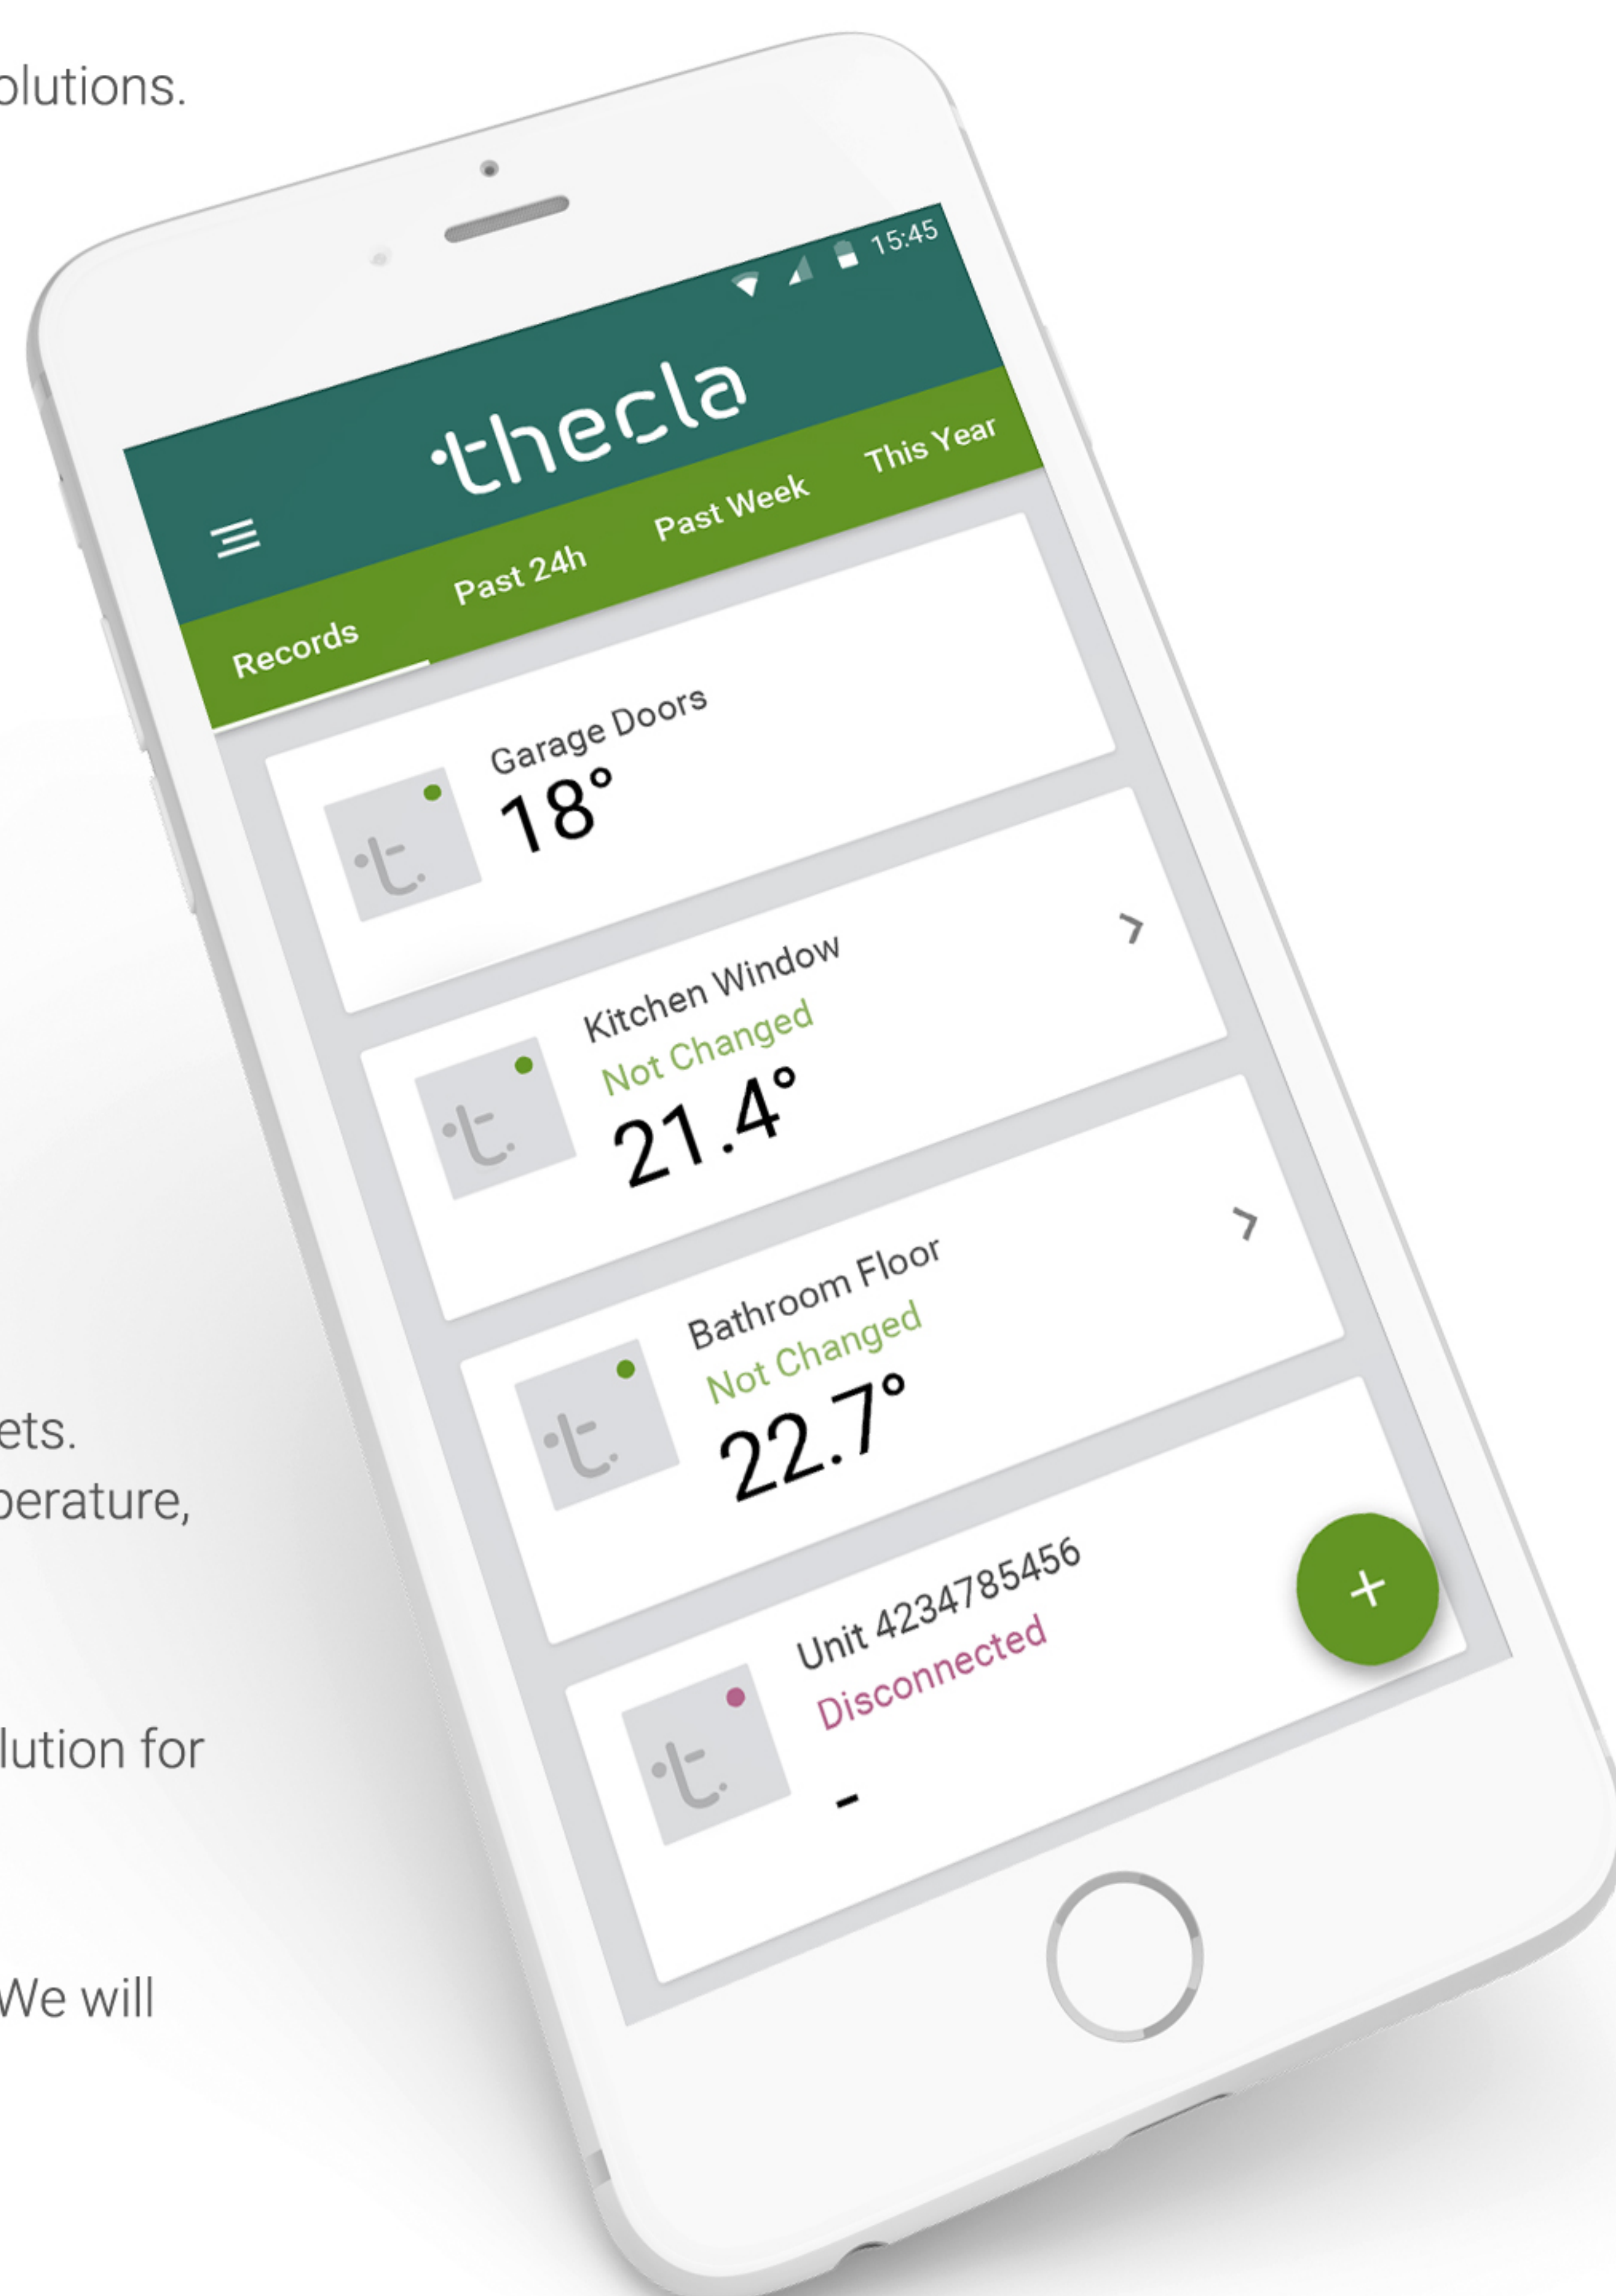 olutions.
15:45
thecla
Records Past 24h Past Week This Year
Garage Doors
18°
Kitchen Window
Not Changed
21.4°
Bathroom Floor
Not Changed
22.7°
Unit 4234785456
Disconnected
-
+
ets.
perature,
lution for
We will